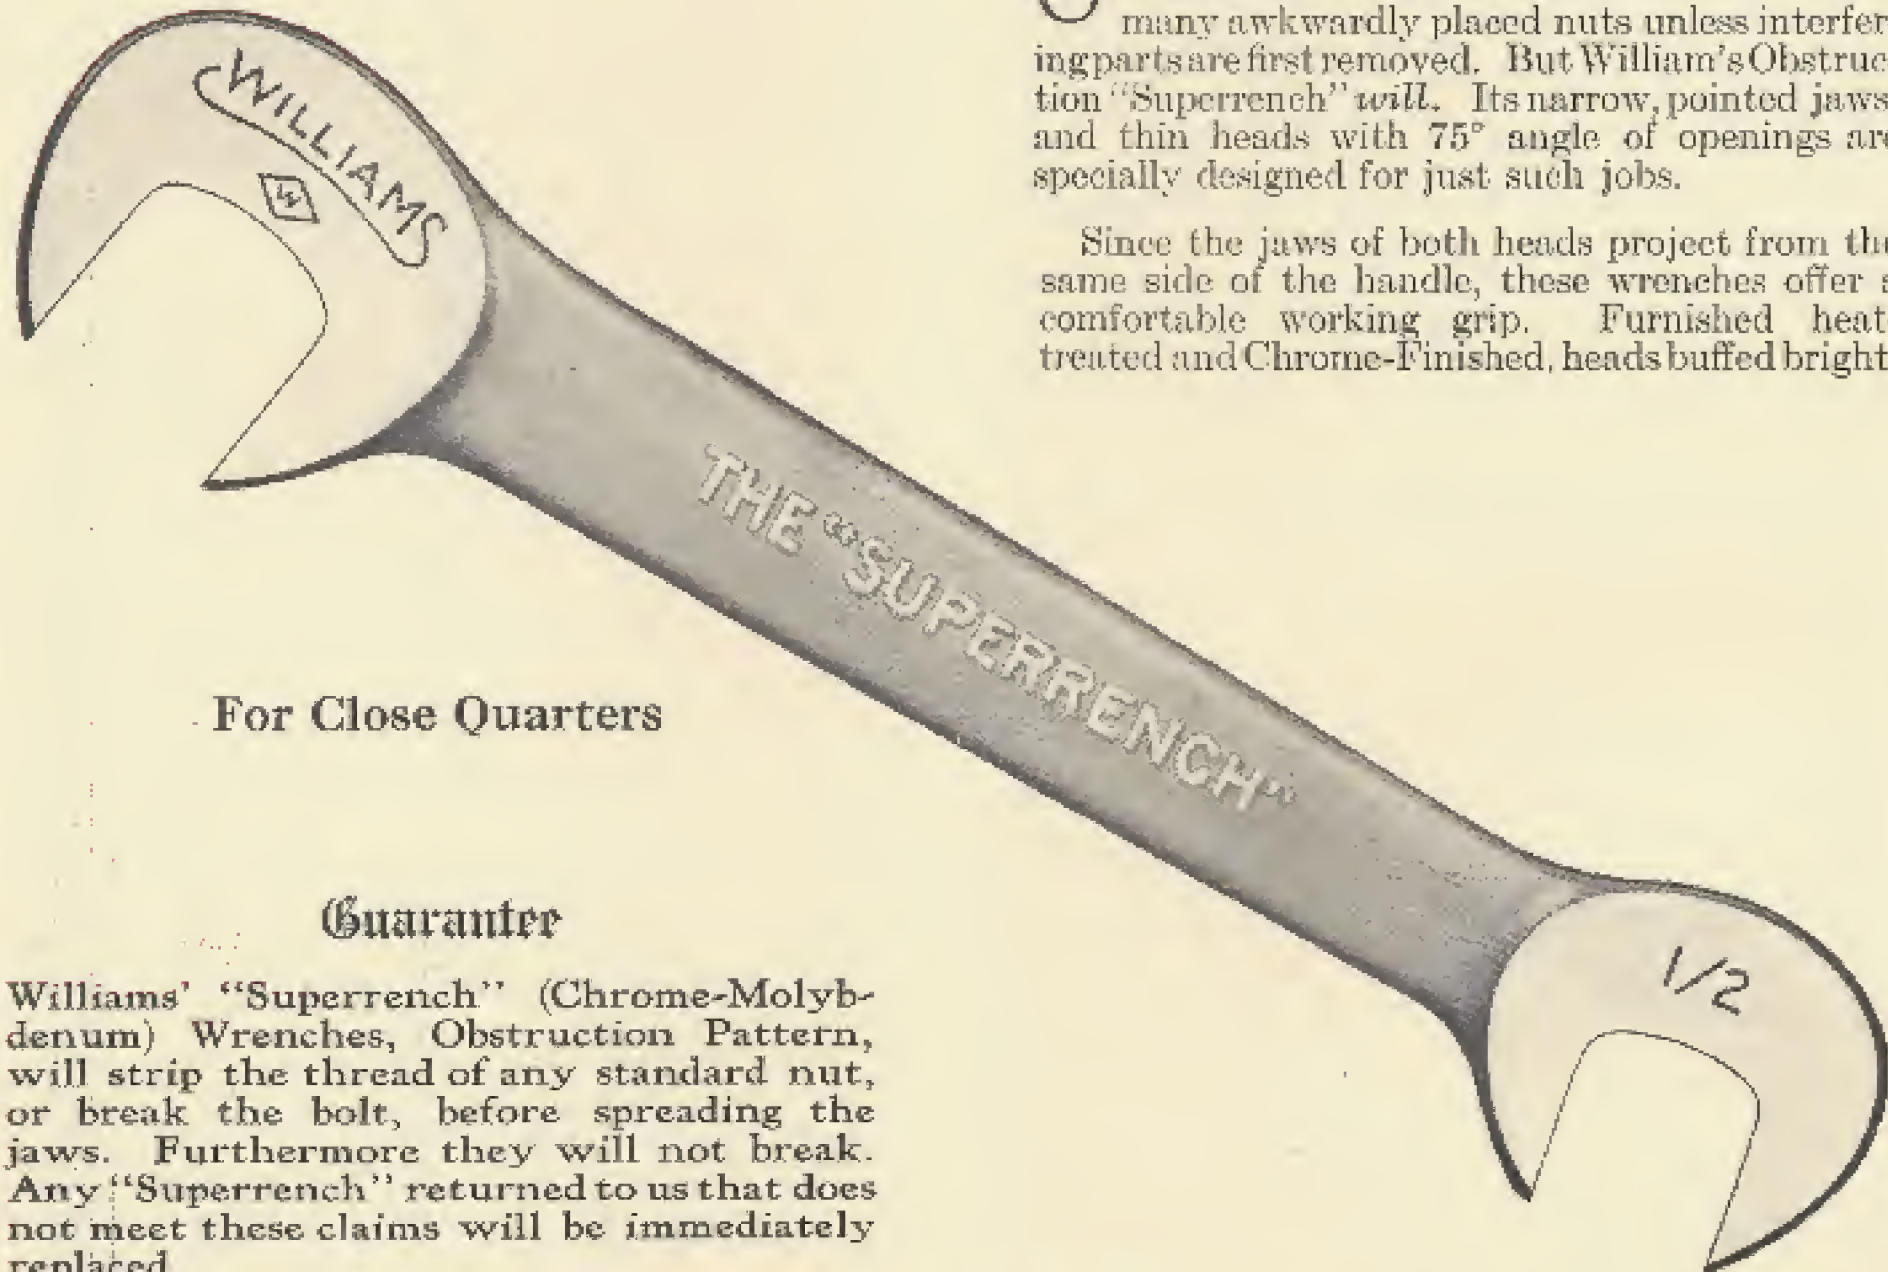 many awkwardly placed nuts unless interfer
ing parts are first removed. But William's Obstruc
tion "Superrench" will. Its narrow, pointed jaws
and thin heads with 75° angle of openings are
specially designed for just such jobs.
Since the jaws of both heads project from the
same side of the handle, these wrenches offer a
comfortable working grip. Furnished heat
treated and Chrome-Finished, heads buffed bright
WILLIAMS
W
THE "SUPERRENCH"
1/2
For Close Quarters
Guarantee
Williams' "Superrench" (Chrome-Molyb-
denum) Wrenches, Obstruction Pattern,
will strip the thread of any standard nut,
or break the bolt, before spreading the
jaws. Furthermore they will not break.
Any "Superrench" returned to us that does
not meet these claims will be immediately
replaced